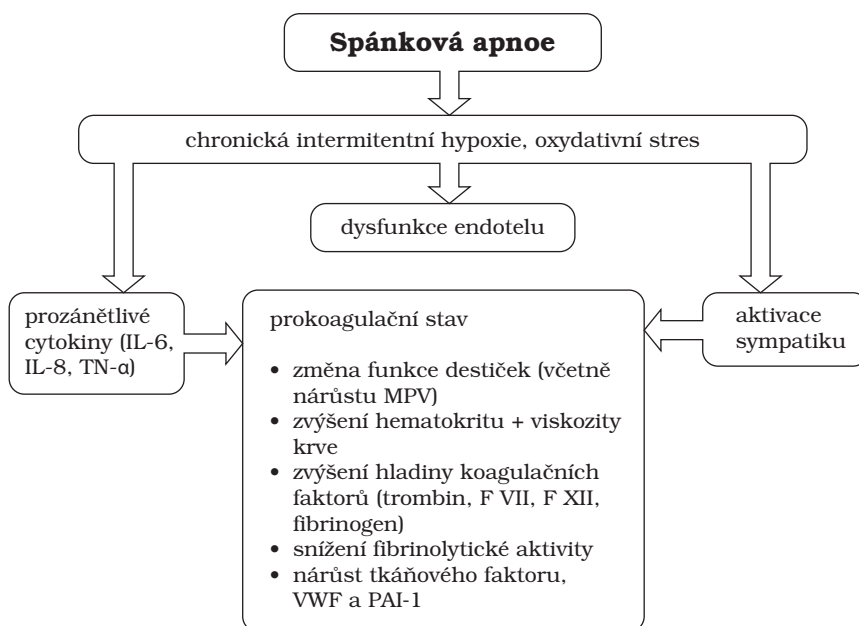 Spánková apnoe
chronická intermitentní hypoxie, oxydativní stres
dysfunkce endotelu
prozánětlivé
cytokiny (IL-6,
IL-8, TN-α)
prokoagulační stav
• změna funkce destiček (včetně
nárůstu MPV)
• zvýšení hematokritu + viskozity
krve
• zvýšení hladiny koagulačních
faktorů (trombin, F VII, F XII,
fibrinogen)
• snížení fibrinolytické aktivity
• nárůst tkáňového faktoru,
VWF a PAI-1
aktivace
sympatiku